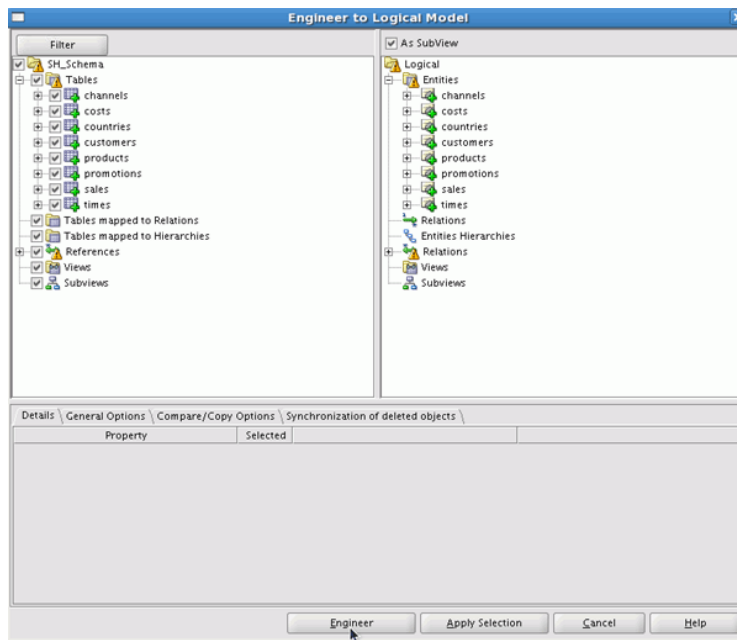 Engineer to Logical Model
Filter
As SubView
SH_Schema
Tables
channels
costs
countries
customers
products
promotions
sales
times
Tables mapped to Relations
Tables mapped to Hierarchies
References
Views
Subviews
Logical
Entities
channels
costs
countries
customers
products
promotions
sales
times
Relations
Entities Hierarchies
Relations
Views
Subviews
Details General Options Compare/Copy Options Synchronization of deleted objects
Property Selected
Engineer Apply Selection Cancel Help